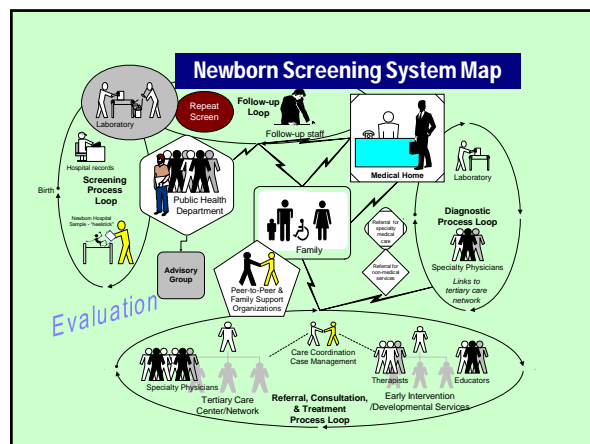 Newborn Screening System Map
Repeat
Screen
Follow-up
Loop
Laboratory
Follow-up staff
Hospital records
Screening
Process
Loop
Birth
Public Health
Department
Medical Home
Laboratory
Newborn Hospital
Sample - "heelstick"
Family
Referral for
specialty
medical
care
Diagnostic
Process Loop
Specialty Physicians
Links to
tertiary care
network
Advisory
Group
Referral for
non-medical
services
Peer-to-Peer &
Family Support
Organizations
Evaluation
Care Coordination
Case Management
Specialty Physicians
Therapists
Educators
Tertiary Care
Center/Network
Referral, Consultation,
& Treatment
Process Loop
Early Intervention
/Developmental Services